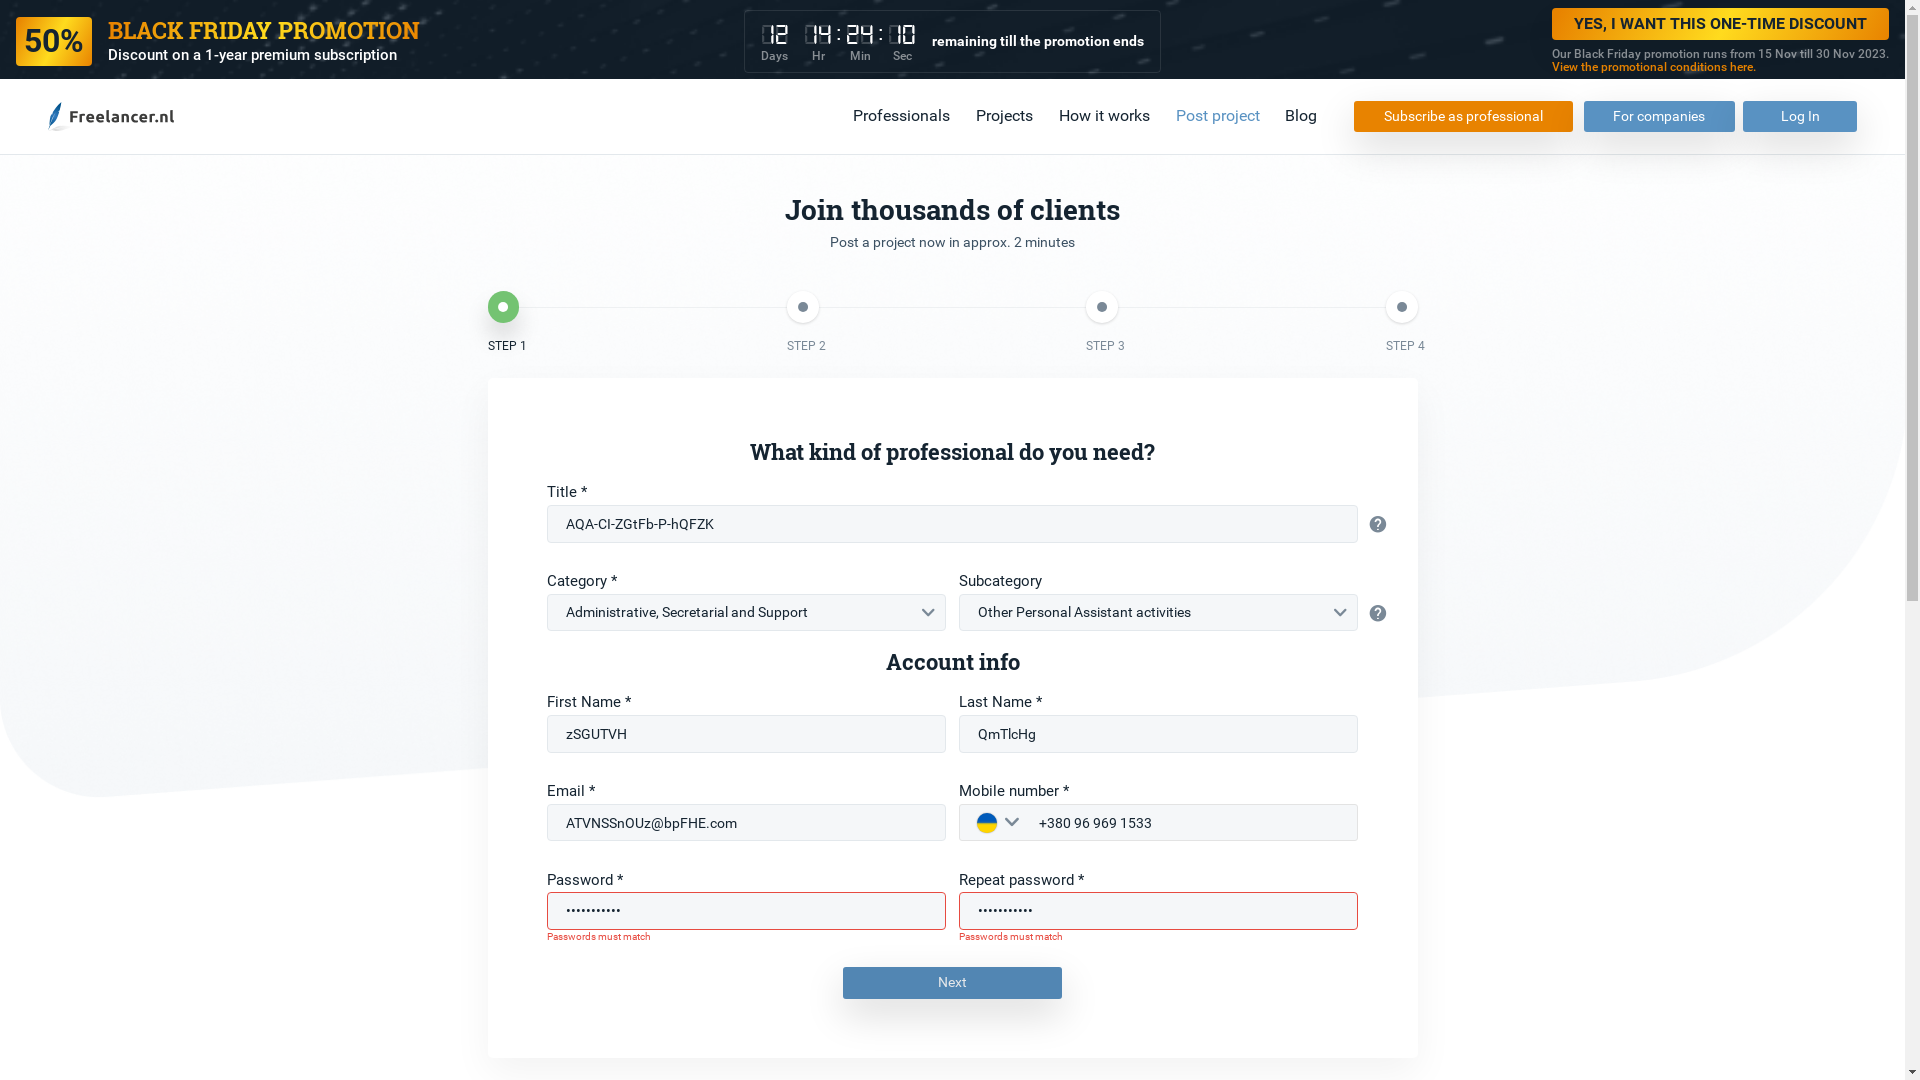 50%
BLACK FRIDAY PROMOTION
Discount on a 1-year premium subscription
12 14 : 24 : 10
Days Hr Min Sec
remaining till the promotion ends
YES, I WANT THIS ONE-TIME DISCOUNT
Our Black Friday promotion runs from 15 Nov till 30 Nov 2023.
View the promotional conditions here.
Freelancer.nl
Professionals Projects How it works Post project Blog
Subscribe as professional For companies Log In
Join thousands of clients
Post a project now in approx. 2 minutes
STEP 1 STEP 2 STEP 3 STEP 4
What kind of professional do you need?
Title *
AQA-CI-ZGtFb-P-hQFZK
Category * Subcategory
Administrative, Secretarial and Support Other Personal Assistant activities
Account info
First Name * Last Name *
zSGUTVH QmTlcHg
Email * Mobile number *
ATVNSSnOUz@bpFHE.com +380 96 969 1533
Password * Repeat password *
••••••••••• •••••••••••
Passwords must match Passwords must match
Next